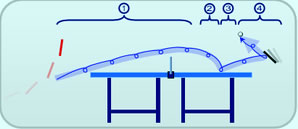 ① ② ③ ④